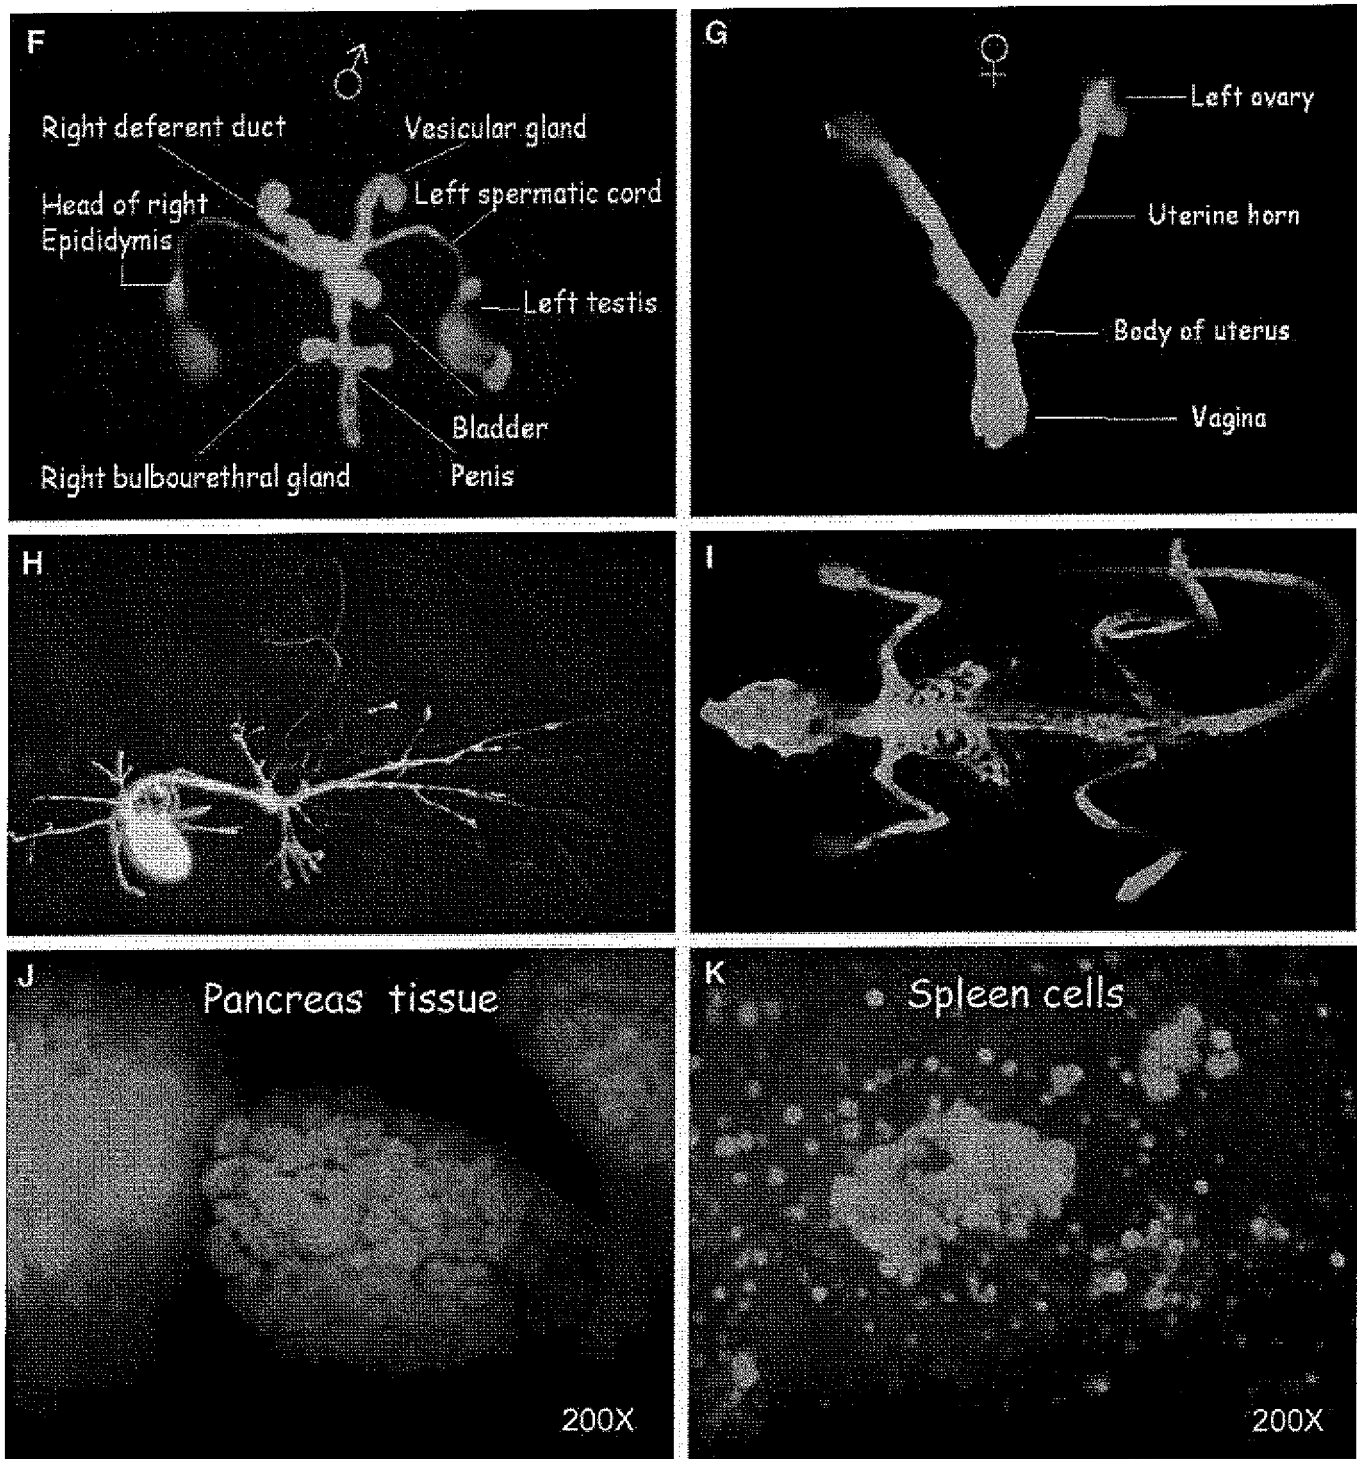 F
♂
Right deferent duct
Vesicular gland
Head of right
Epididymis
Left spermatic cord
Left testis
Bladder
Right bulbourethral gland
Penis
G
♀
Left avary
Uterine horn
Body of uterus
Vagina
H
I
J
Pancreas tissue
200X
K
Spleen cells
200X